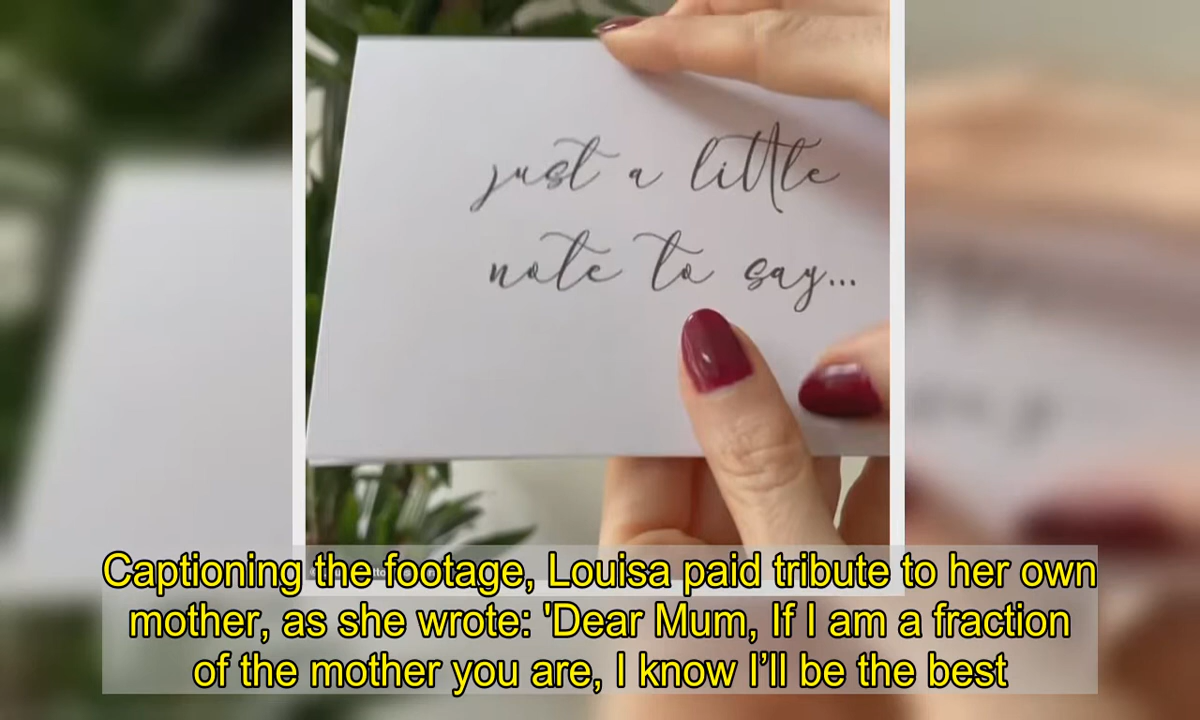 just a little
note to say...
Captioning the footage, Louisa paid tribute to her own
mother, as she wrote: 'Dear Mum, If I am a fraction
of the mother you are, I know I’ll be the best